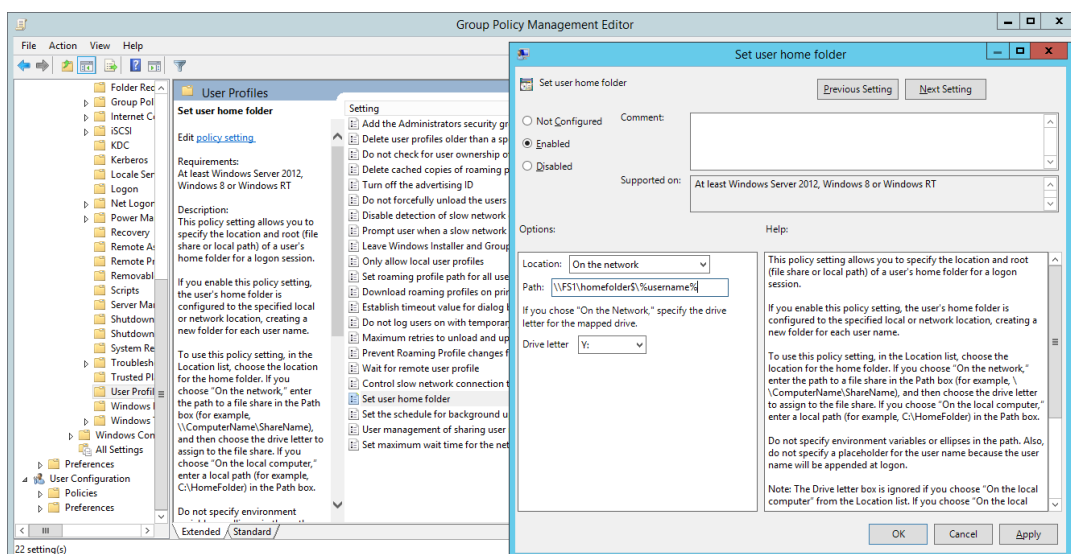 Group Policy Management Editor
File Action View Help
Folder Rec
Group Pol
Internet C
iSCSI
KDC
Kerberos
Locale Ser
Logon
Net Logon
Power Ma
Recovery
Remote A
Remote Pr
Removabl
Scripts
Server Ma
Shutdown
Shutdown
System Re
Troublesh
Trusted Pl
User Profil
Windows
Windows
Windows Con
All Settings
Preferences
User Configuration
Policies
Preferences
User Profiles
Set user home folder
Edit policy setting
Requirements:
At least Windows Server 2012,
Windows 8 or Windows RT
Description:
This policy setting allows you to
specify the location and root (file
share or local path) of a user's
home folder for a logon session.
If you enable this policy setting,
the user's home folder is
configured to the specified local
or network location, creating a
new folder for each user name.
To use this policy setting, in the
Location list, choose the location
for the home folder. If you
choose "On the network," enter
the path to a file share in the Path
box (for example,
\\ComputerName\ShareName),
and then choose the drive letter to
assign to the file share. If you
choose "On the local computer,"
enter a local path (for example,
C:\HomeFolder) in the Path box.
Do not specify environment
Setting
Add the Administrators security gr
Delete user profiles older than a sp
Do not check for user ownership o
Delete cached copies of roaming p
Turn off the advertising ID
Do not forcefully unload the users
Disable detection of slow network
Prompt user when a slow network
Leave Windows Installer and Group
Only allow local user profiles
Set roaming profile path for all use
Download roaming profiles on prin
Establish timeout value for dialog b
Do not log users on with temporar
Maximum retries to unload and up
Prevent Roaming Profile changes f
Wait for remote user profile
Control slow network connection t
Set user home folder
Set the schedule for background u
User management of sharing user
Set maximum wait time for the net
Extended Standard
22 setting(s)
Set user home folder
Set user home folder
Previous Setting Next Setting
Not Configured
Enabled
Disabled
Comment:
Supported on:
At least Windows Server 2012, Windows 8 or Windows RT
Options:
Location: On the network
Path: \\FS1\homefolder$\%username%
If you chose "On the Network," specify the drive
letter for the mapped drive.
Drive letter Y:
Help:
This policy setting allows you to specify the location and root
(file share or local path) of a user's home folder for a logon
session.
If you enable this policy setting, the user's home folder is
configured to the specified local or network location, creating a
new folder for each user name.
To use this policy setting, in the Location list, choose the
location for the home folder. If you choose "On the network,"
enter the path to a file share in the Path box (for example, \
\ComputerName\ShareName), and then choose the drive letter
to assign to the file share. If you choose "On the local computer,"
enter a local path (for example, C:\HomeFolder) in the Path box.
Do not specify environment variables or ellipses in the path. Also,
do not specify a placeholder for the user name because the user
name will be appended at logon.
Note: The Drive letter box is ignored if you choose "On the local
computer" from the Location list. If you choose "On the local
OK Cancel Apply